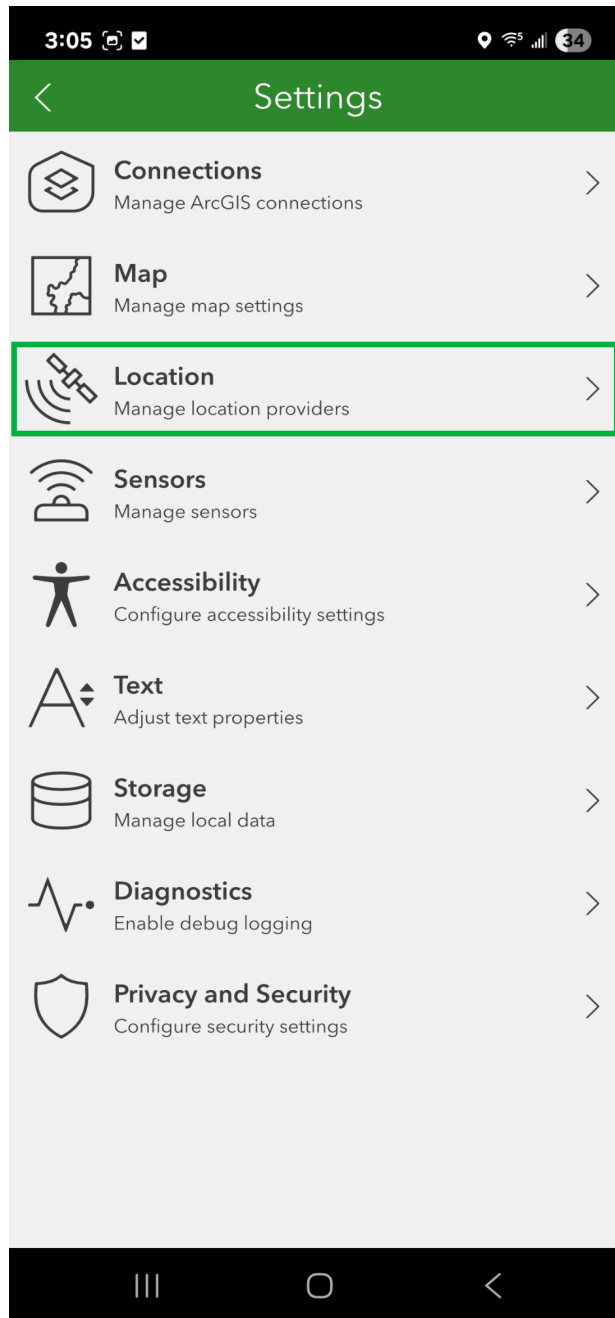 3:05 34
Settings
Connections
Manage ArcGIS connections
Map
Manage map settings
Location
Manage location providers
Sensors
Manage sensors
Accessibility
Configure accessibility settings
Text
Adjust text properties
Storage
Manage local data
Diagnostics
Enable debug logging
Privacy and Security
Configure security settings